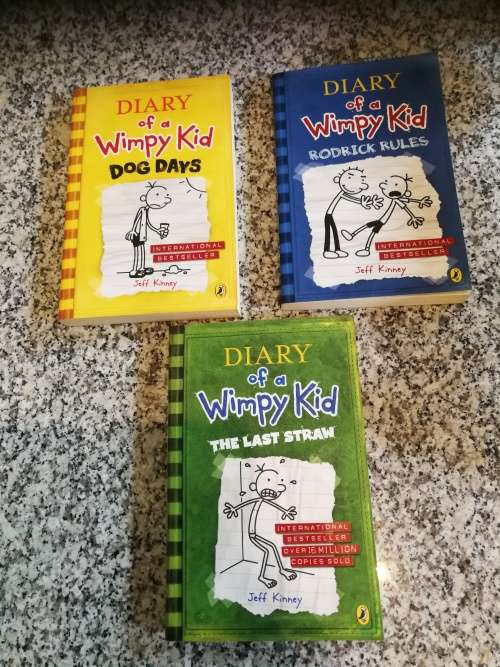 DIARY
of a
Wimpy Kid
DOG DAYS
INTERNATIONAL
BESTSELLER
Jeff Kinney
DIARY
of a
Wimpy Kid
RODRICK RULES
INTERNATIONAL
BESTSELLER
Jeff Kinney
DIARY
of a
Wimpy Kid
THE LAST STRAW
INTERNATIONAL
BESTSELLER
OVER 16 MILLION
COPIES SOLD
Jeff Kinney